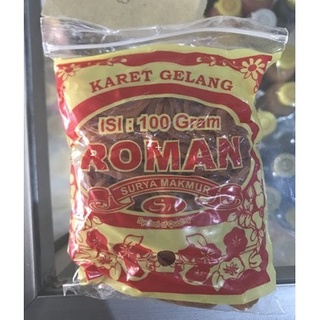 KARET GELANG
ISI : 100 Gram
ROMAN
SURYA MAKMUR